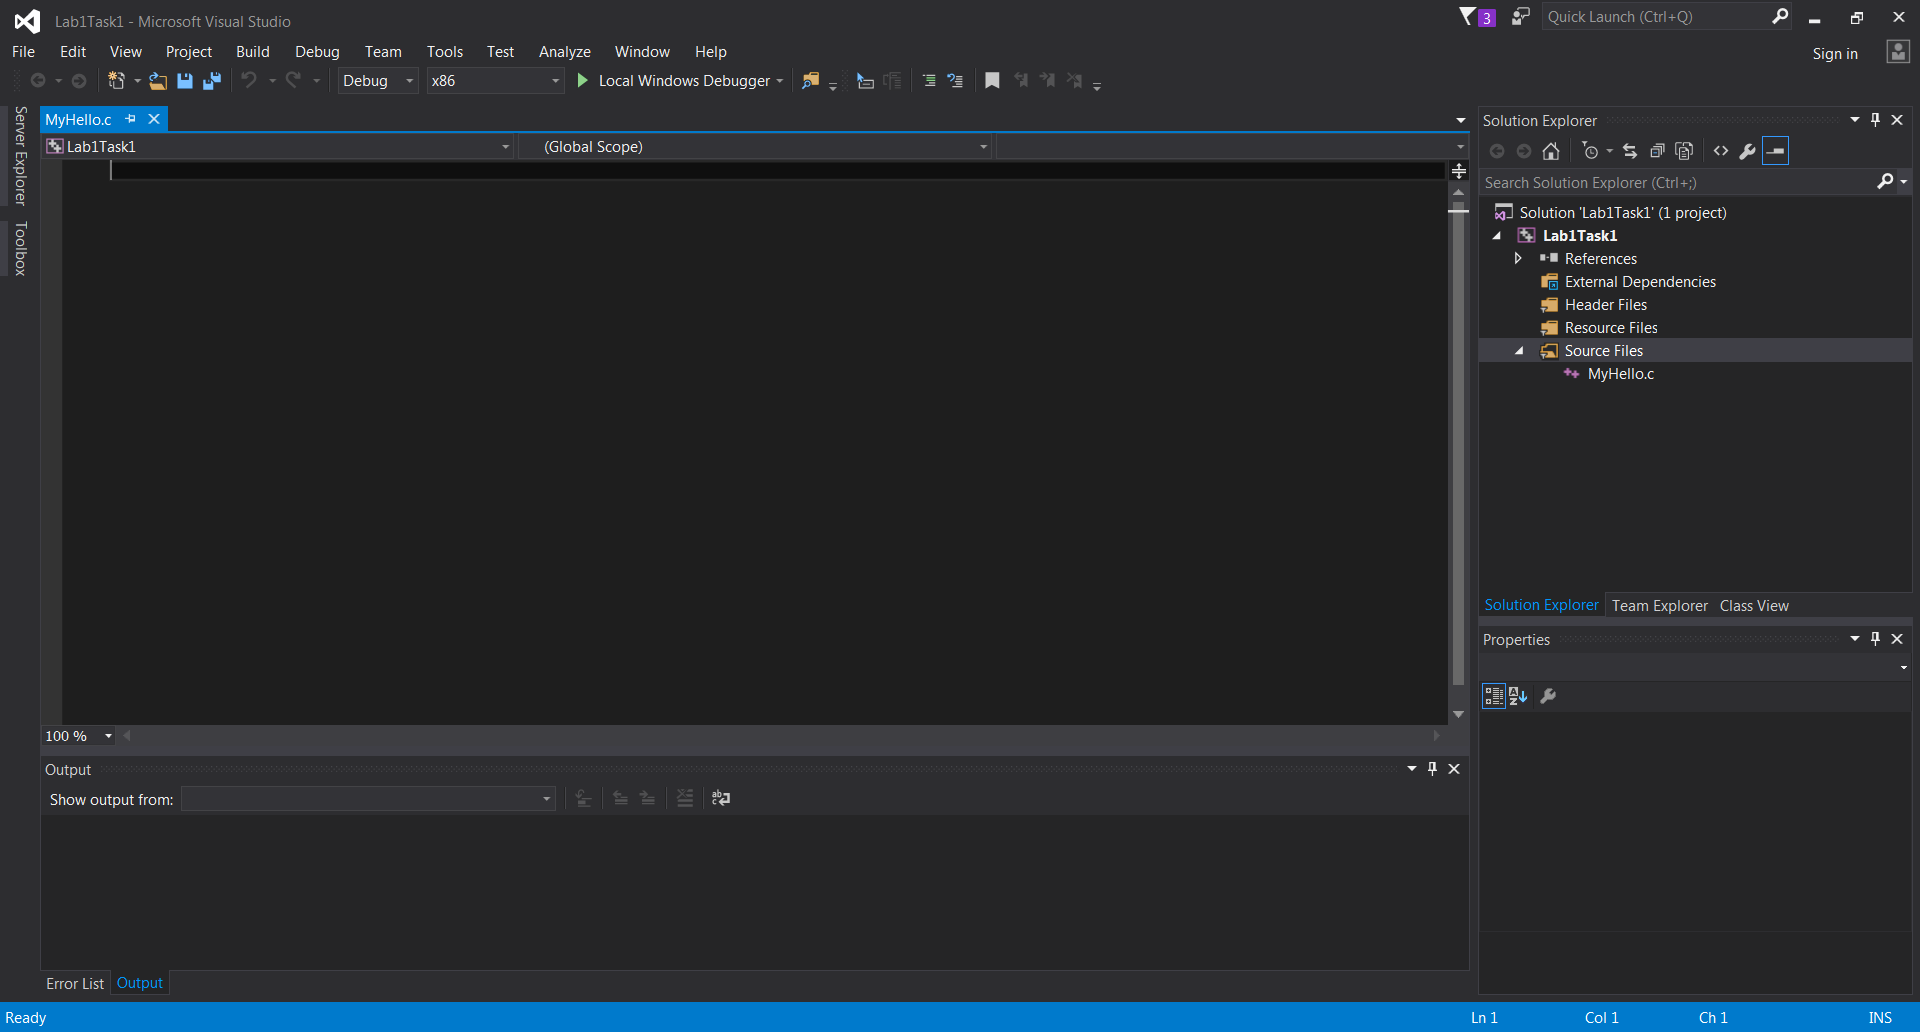 Lab1Task1 - Microsoft Visual Studio
3
Quick Launch (Ctrl+Q)
File Edit View Project Build Debug Team Tools Test Analyze Window Help
Sign in
Debug x86 Local Windows Debugger
Server Explorer
Toolbox
MyHello.c
Lab1Task1 (Global Scope)
100 %
Output
Show output from:
Error List Output
Solution Explorer
Search Solution Explorer (Ctrl+;)
Solution 'Lab1Task1' (1 project)
Lab1Task1
References
External Dependencies
Header Files
Resource Files
Source Files
MyHello.c
Solution Explorer Team Explorer Class View
Properties
Ready Ln 1 Col 1 Ch 1 INS